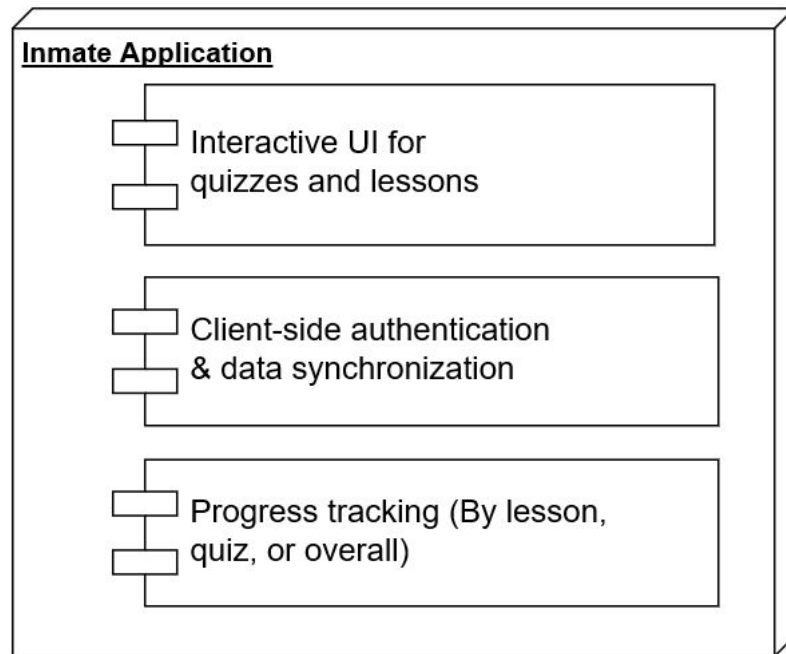 Inmate Application
Interactive UI for
quizzes and lessons
Client-side authentication
& data synchronization
Progress tracking (By lesson,
quiz, or overall)